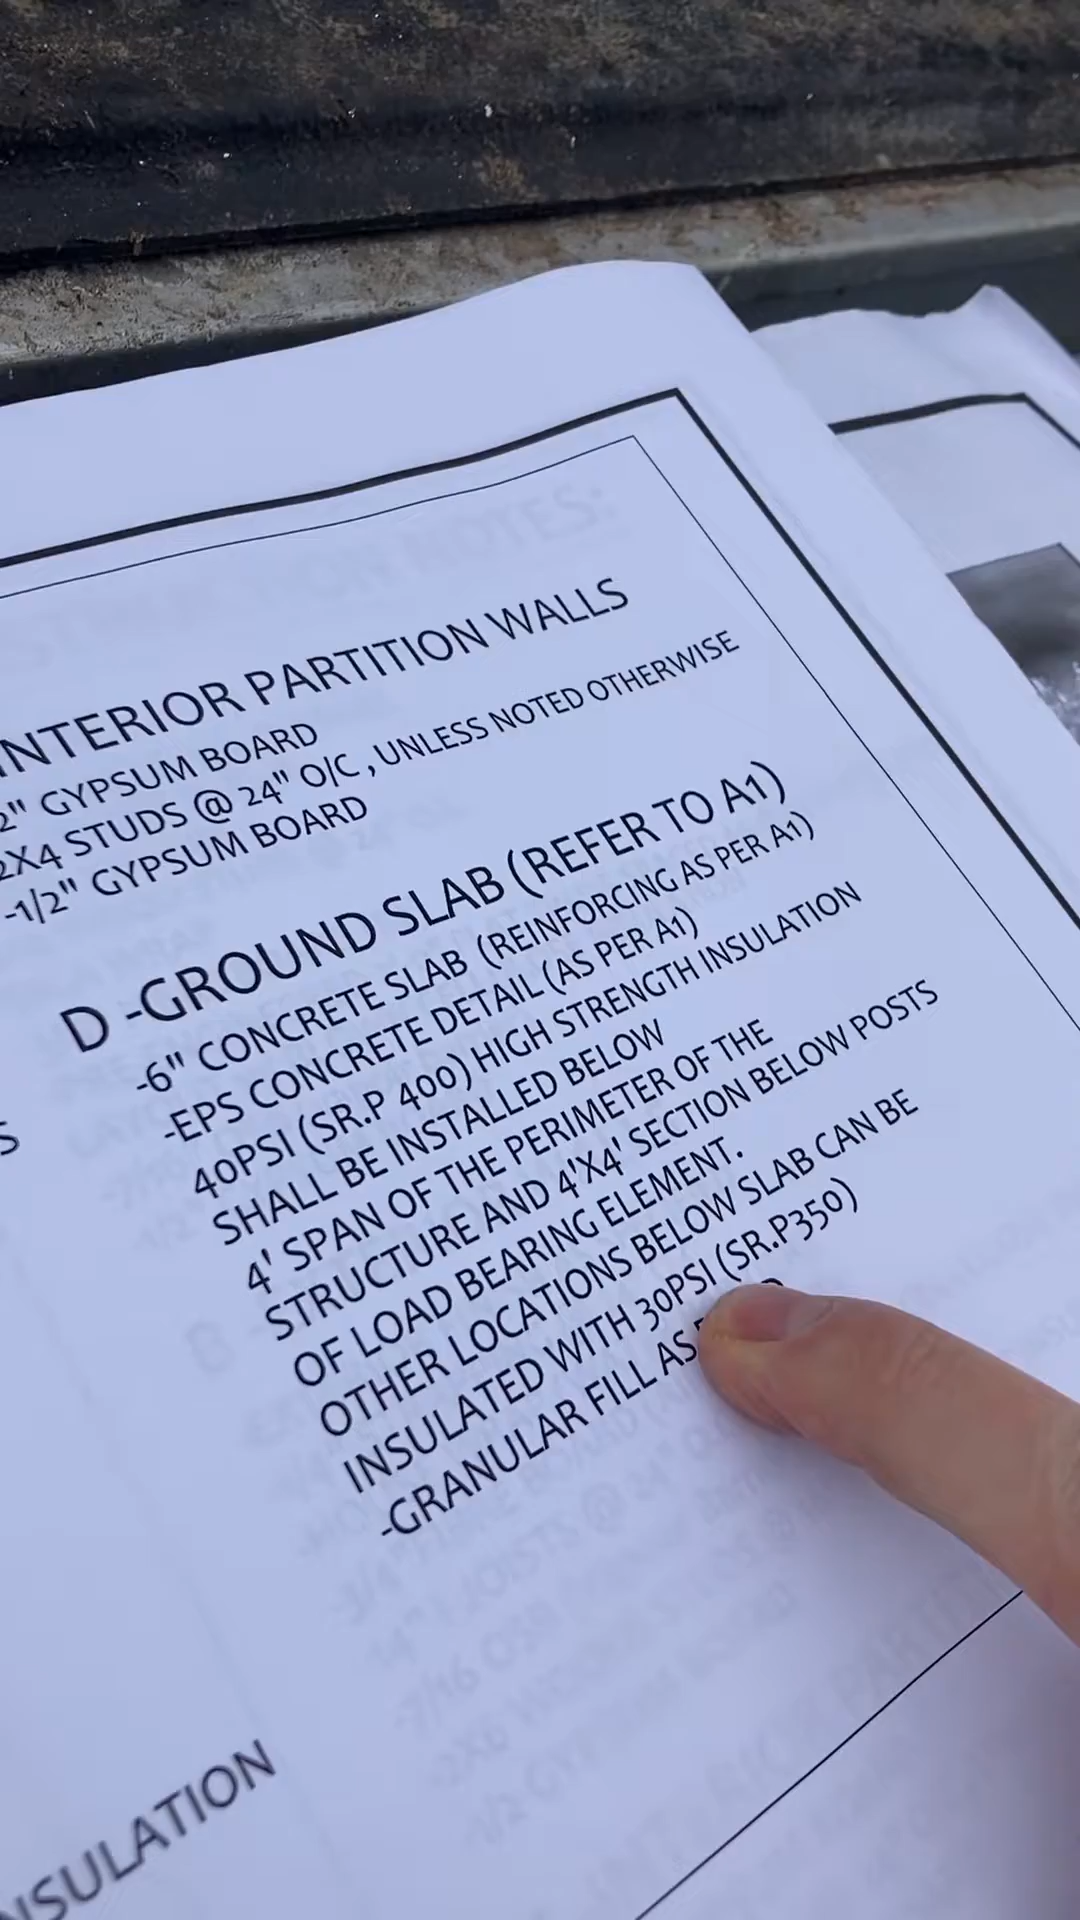 INTERIOR PARTITION WALLS
2" GYPSUM BOARD
2X4 STUDS @ 24" O/C , UNLESS NOTED OTHERWISE
-1/2" GYPSUM BOARD
D -GROUND SLAB (REFER TO A1)
-6" CONCRETE SLAB (REINFORCING AS PER A1)
-EPS CONCRETE DETAIL (AS PER A1)
40PSI (SR.P 400) HIGH STRENGTH INSULATION
SHALL BE INSTALLED BELOW
4' SPAN OF THE PERIMETER OF THE
STRUCTURE AND 4'X4' SECTION BELOW POSTS
OF LOAD BEARING ELEMENT.
OTHER LOCATIONS BELOW SLAB CAN BE
INSULATED WITH 30PSI (SR.P350)
-GRANULAR FILL AS
S
NSULATION